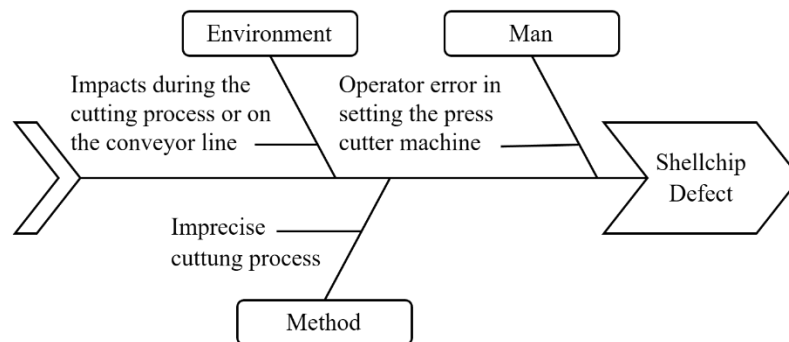 Environment
Man
Impacts during the
cutting process or on
the conveyor line
Operator error in
setting the press
cutter machine
Shellchip
Defect
Imprecise
cuttung process
Method